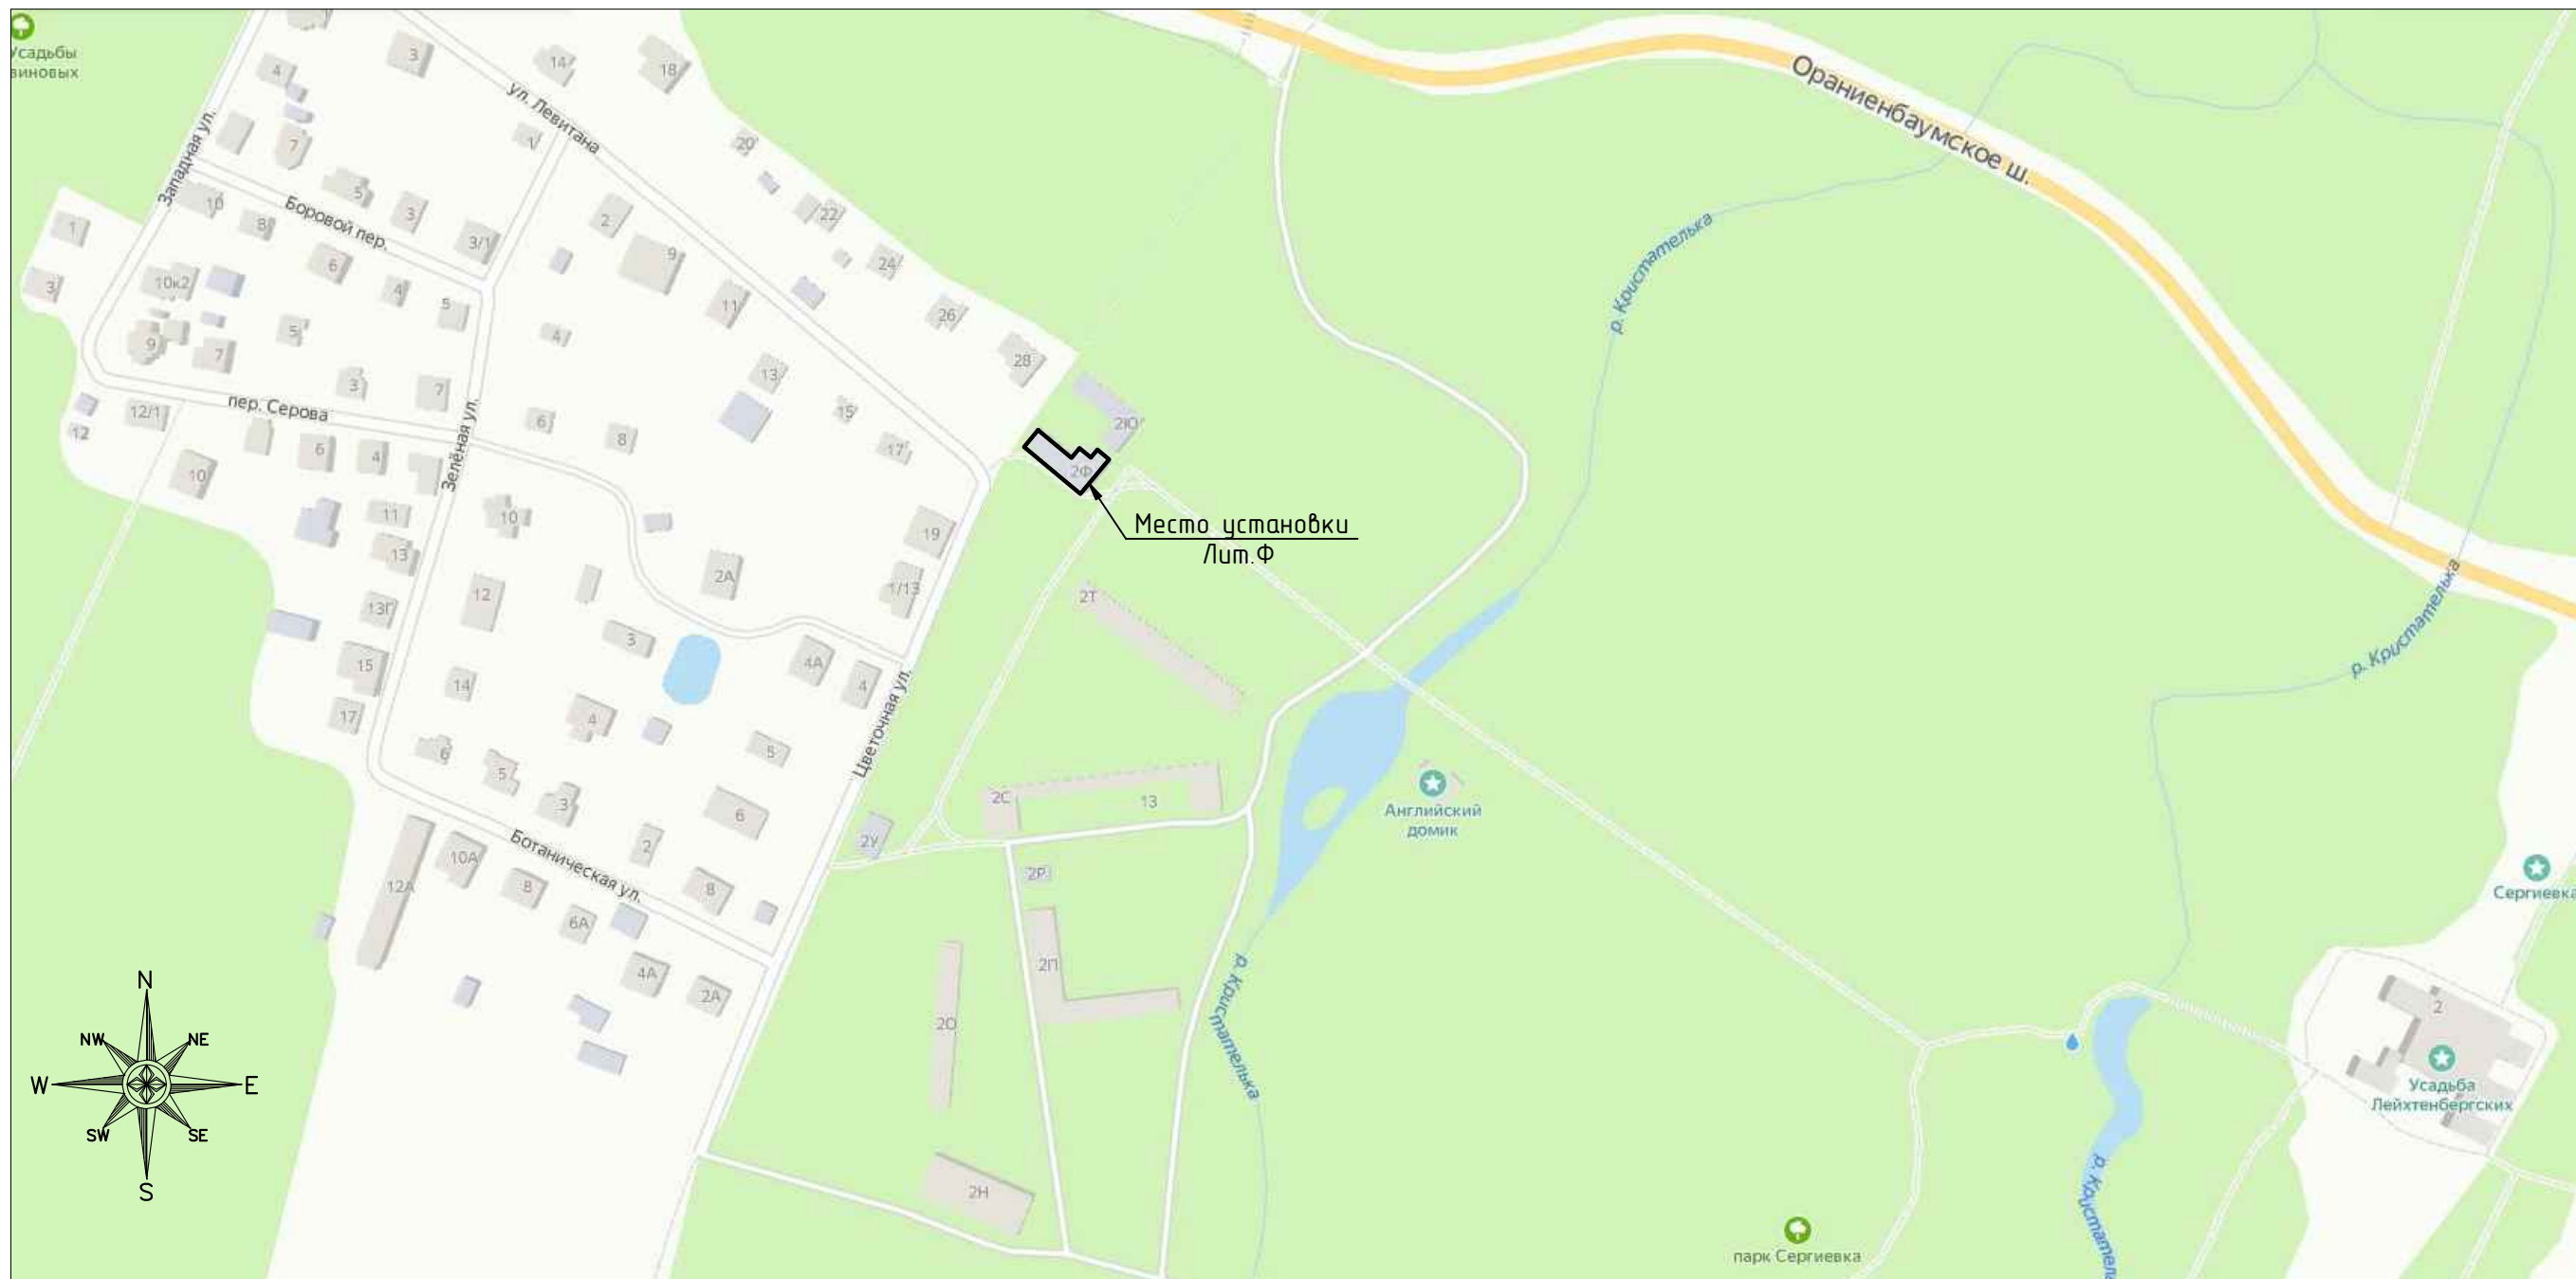 Усадьбы
виновых
4
3
14
18
ул. Левитана
Ораниенбаумское ш.
Западная ул.
7
1
20
10
5
3
Боровой пер.
8
3/1
2
22
1
6
9
24
р. Кристателька
3
10к2
4
5
11
26
9
7
5
4
28
13
3
7
12/1
пер. Серова
6
8
15
2Ю
12
6
4
Зелёная ул.
17
2Ф
10
11
10
19
Место установки
Лит.Ф
13
2А
1/13
13Г
12
2Т
р. Кристателька
3
15
4А
4
14
17
4
Цветочная ул.
6
5
5
3
6
2С
13
Английский
домик
2
2У
Ботаническая ул.
10А
12А
8
8
2Р
Сергиевка
6А
4А
2А
2П
р. Кристателька
2О
2
N
NW
NE
W
E
SW
SE
S
Усадьба
Лейхтенбергских
2Н
р. Кристател
парк Сергиевка